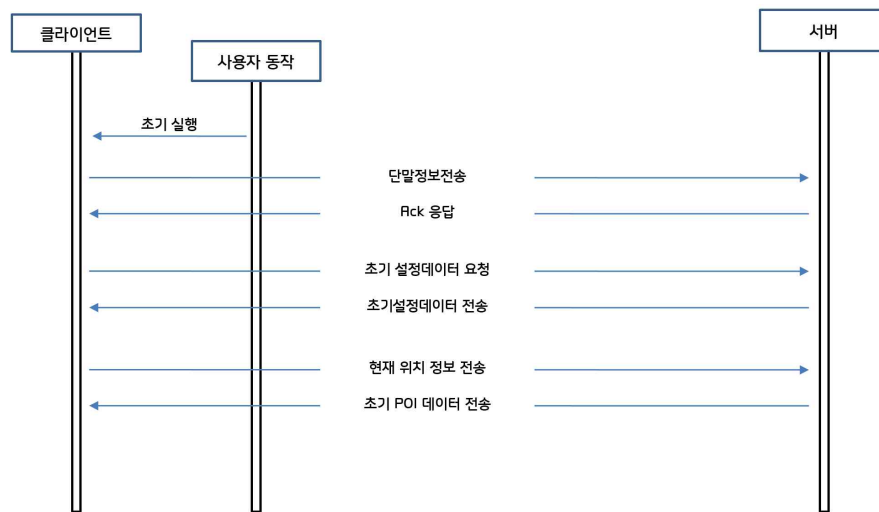 클라이언트
사용자 동작
서버
초기 실행
단말정보전송
Ack 응답
초기 설정데이터 요청
초기설정데이터 전송
현재 위치 정보 전송
초기 POI 데이터 전송